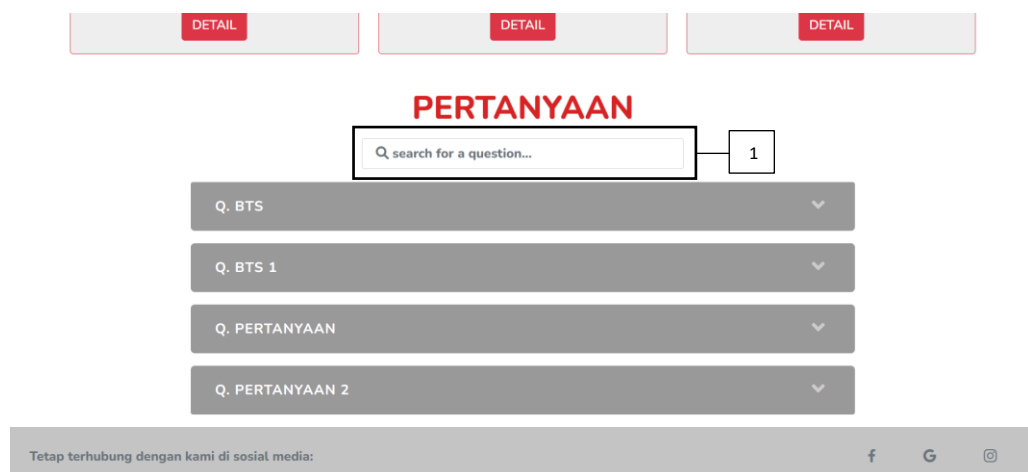 DETAIL DETAIL DETAIL
PERTANYAAN
search for a question...
1
Q. BTS
Q. BTS 1
Q. PERTANYAAN
Q. PERTANYAAN 2
Tetap terhubung dengan kami di sosial media: